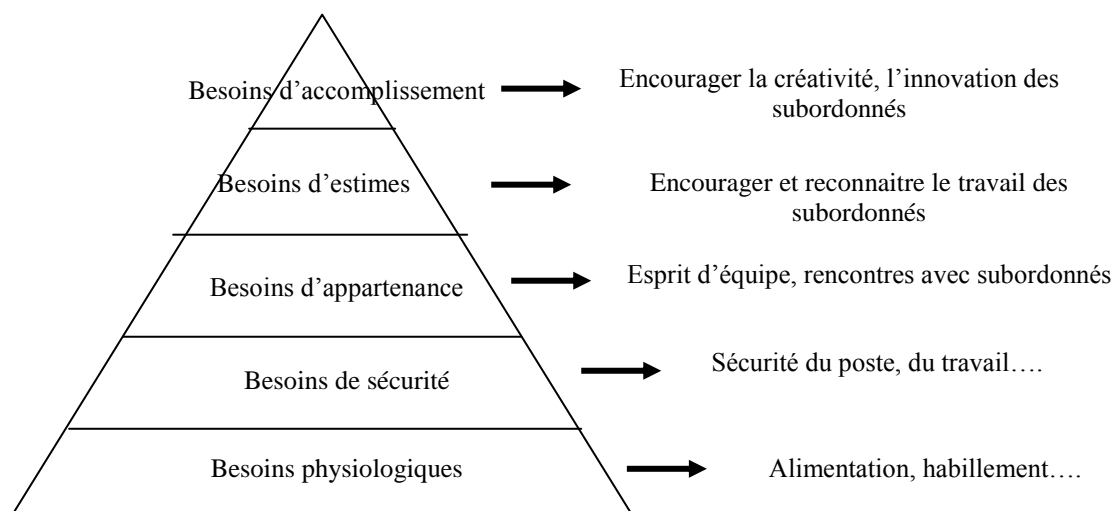 Besoins d’accomplissement
Encourager la créativité, l’innovation des
subordonnés
Besoins d’estimes
Encourager et reconnaitre le travail des
subordonnés
Besoins d’appartenance
Esprit d’équipe, rencontres avec subordonnés
Besoins de sécurité
Sécurité du poste, du travail….
Besoins physiologiques
Alimentation, habillement….